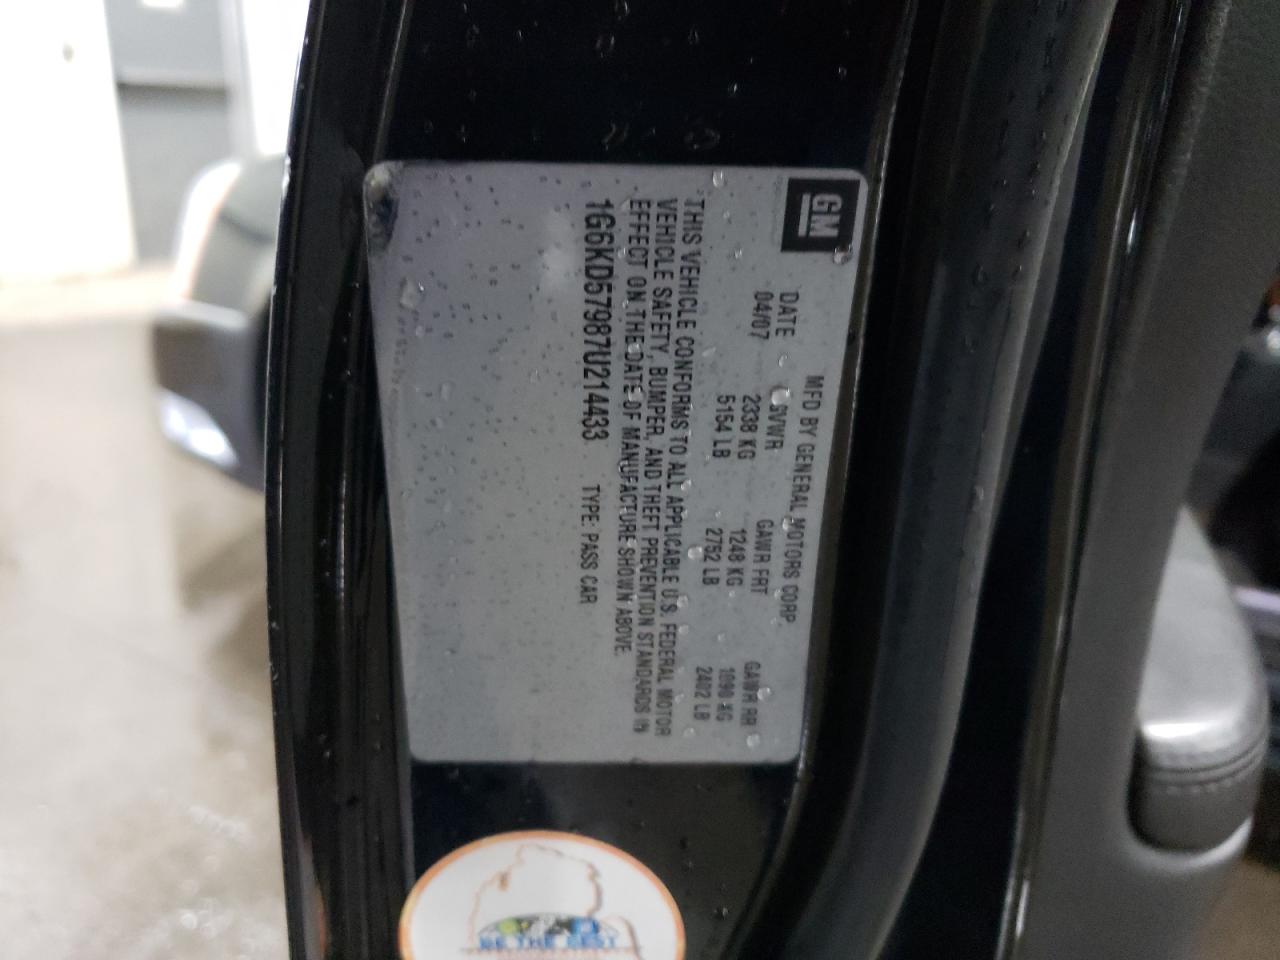 GM
MFD BY GENERAL MOTORS CORP.
DATE GVWR GAWR FRT GAWR RR
04/07 2338 KG 1248 KG 1090 KG
5154 LB 2752 LB 2402 LB
THIS VEHICLE CONFORMS TO ALL APPLICABLE U.S. FEDERAL MOTOR
VEHICLE SAFETY, BUMPER, AND THEFT PREVENTION STANDARDS IN
EFFECT ON THE DATE OF MANUFACTURE SHOWN ABOVE.
1G6KD57987U214433 TYPE: PASS CAR
BE THE BEST